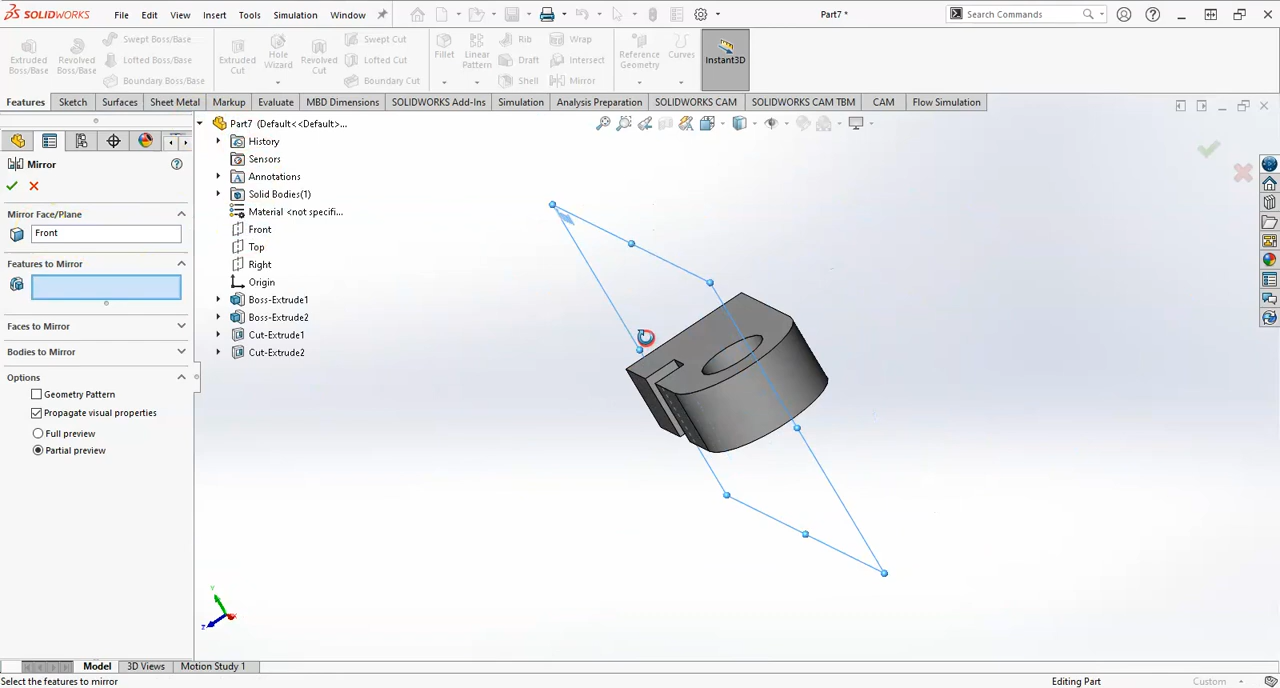 SOLIDWORKS File Edit View Insert Tools Simulation Window Part7 * Search Commands
Extruded Boss/Base Revolved Boss/Base Swept Boss/Base Lofted Boss/Base Boundary Boss/Base Extruded Cut Hole Wizard Revolved Cut Swept Cut Lofted Cut Boundary Cut Fillet Linear Pattern Rib Draft Shell Wrap Intersect Mirror Reference Geometry Curves Instant3D
Features Sketch Surfaces Sheet Metal Markup Evaluate MBD Dimensions SOLIDWORKS Add-Ins Simulation Analysis Preparation SOLIDWORKS CAM SOLIDWORKS CAM TBM CAM Flow Simulation
Mirror
Mirror Face/Plane
Front
Features to Mirror
Faces to Mirror
Bodies to Mirror
Options
Geometry Pattern
Propagate visual properties
Full preview
Partial preview
Part7 (Default<<Default>...
History
Sensors
Annotations
Solid Bodies(1)
Material <not specifi...
Front
Top
Right
Origin
Boss-Extrude1
Boss-Extrude2
Cut-Extrude1
Cut-Extrude2
Y
Z
Model 3D Views Motion Study 1
Select the features to mirror Editing Part Custom